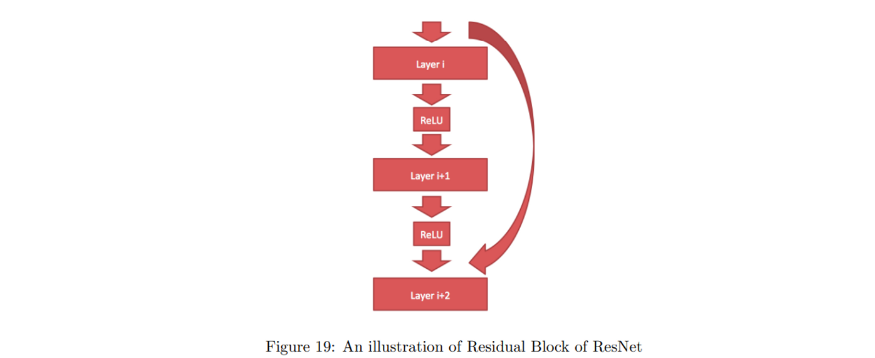 Layer i
ReLU
Layer i+1
ReLU
Layer i+2
Figure 19: An illustration of Residual Block of ResNet